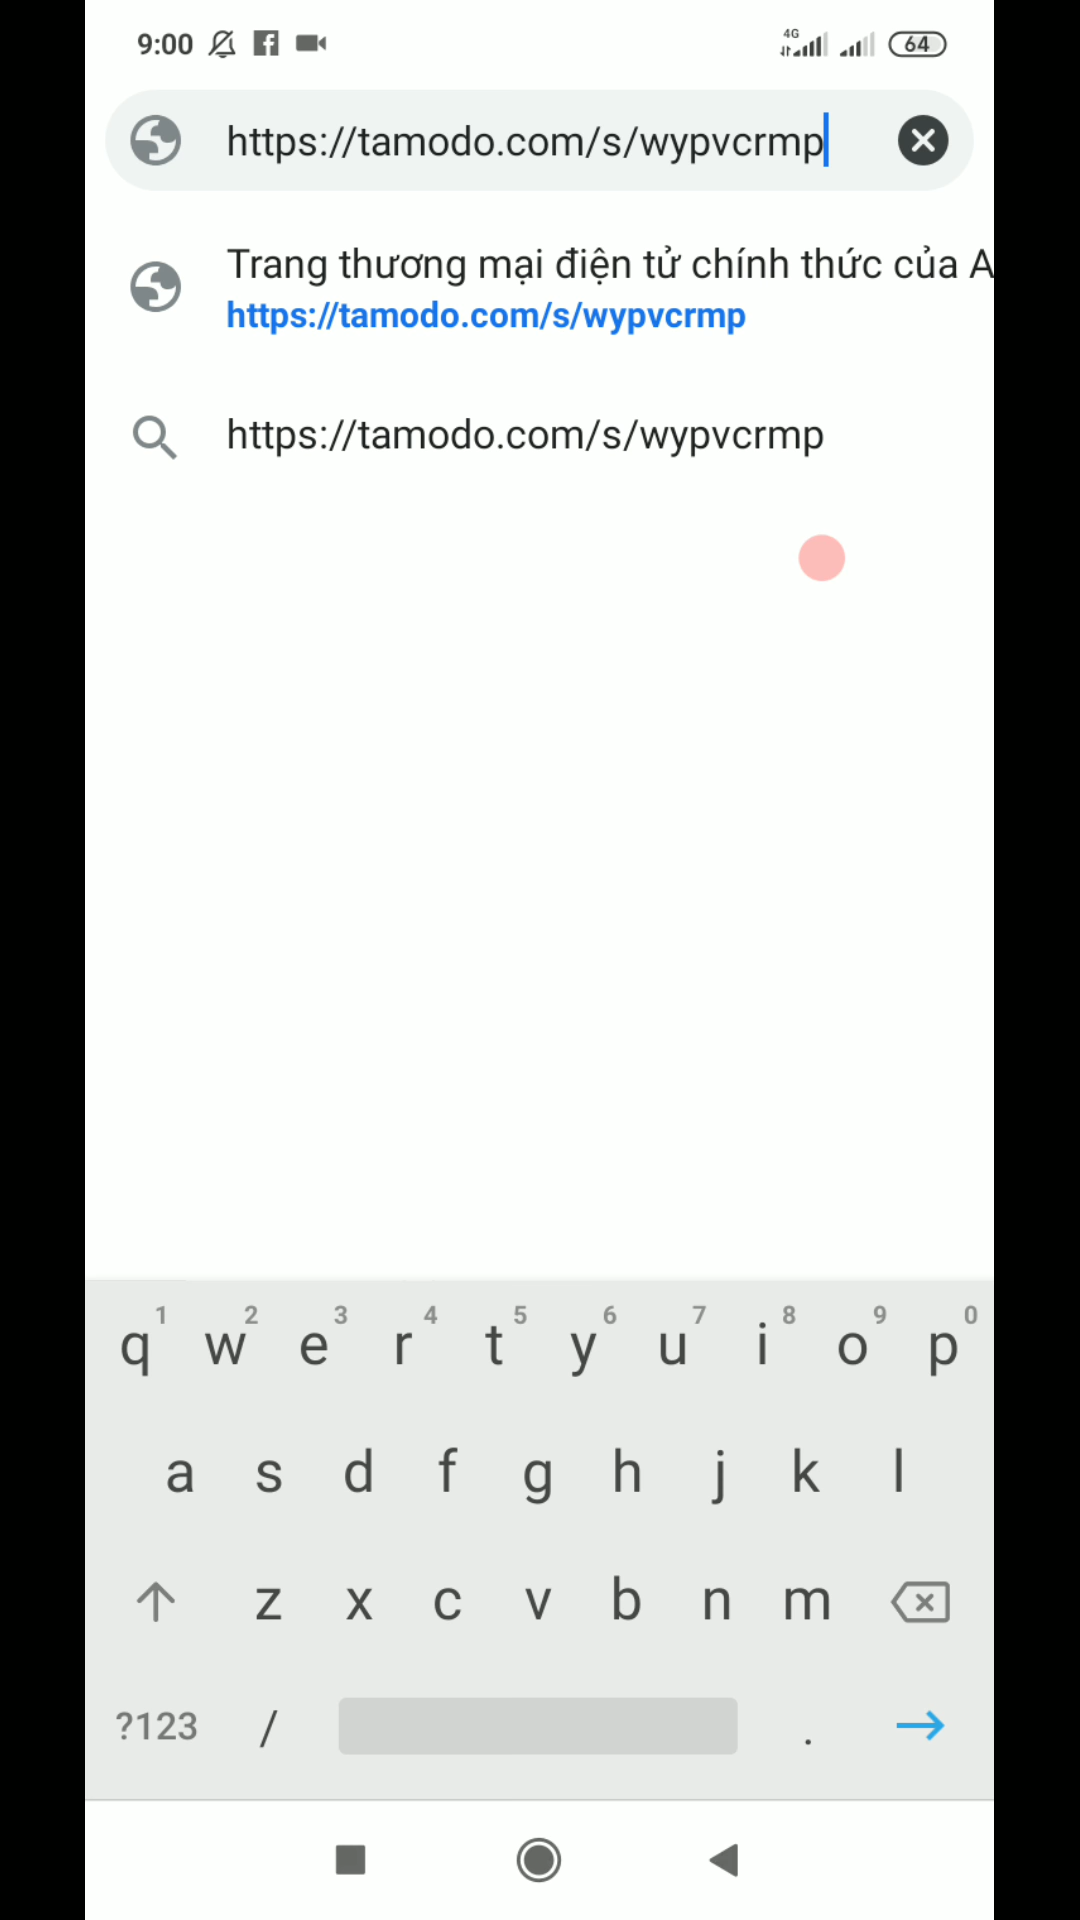 9:00
4G
64
https://tamodo.com/s/wypvcrmp
Trang thương mại điện tử chính thức của A
https://tamodo.com/s/wypvcrmp
https://tamodo.com/s/wypvcrmp
1 2 3 4 5 6 7 8 9 0
q w e r t y u i o p
a s d f g h j k l
z x c v b n m
?123 / .